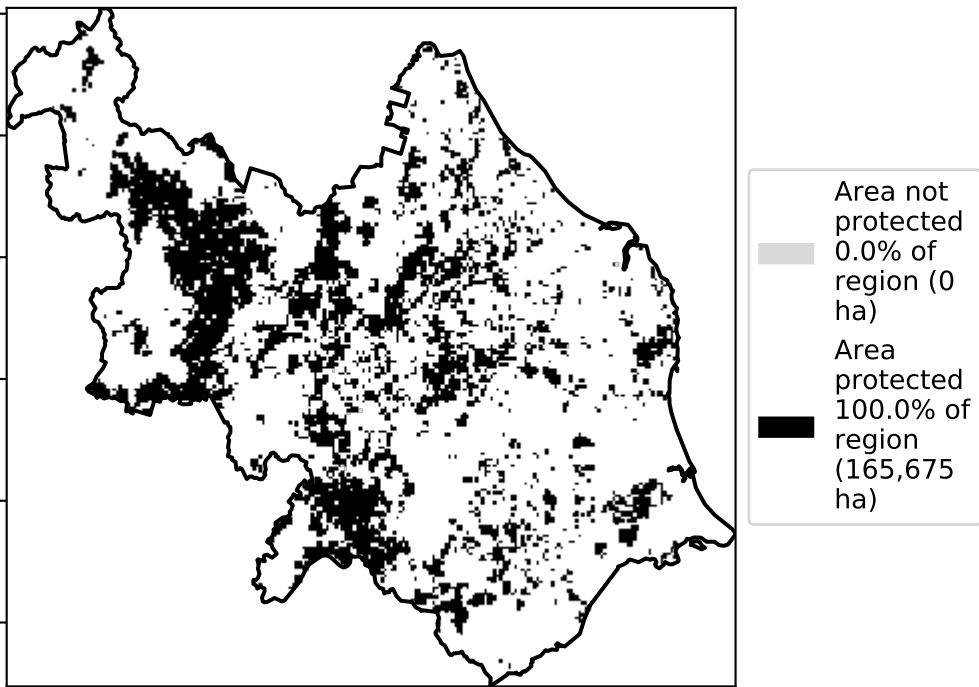 Area not
protected
0.0% of
region (0
ha)
Area
protected
100.0% of
region
(165,675
ha)